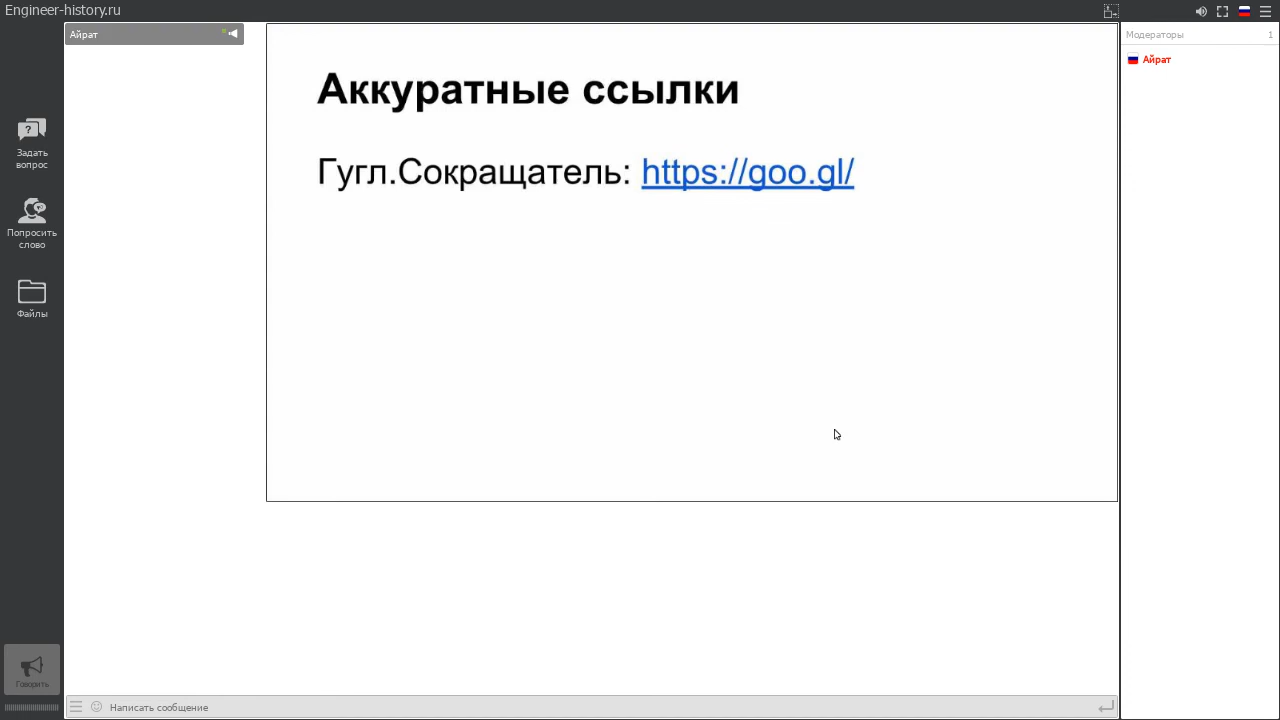 Engineer-history.ru
Айрат
Модераторы 1
Айрат
Аккуратные ссылки
Гугл.Сокращатель: https://goo.gl/
Задать
вопрос
Попросить
слово
Файлы
Говорить
Написать сообщение